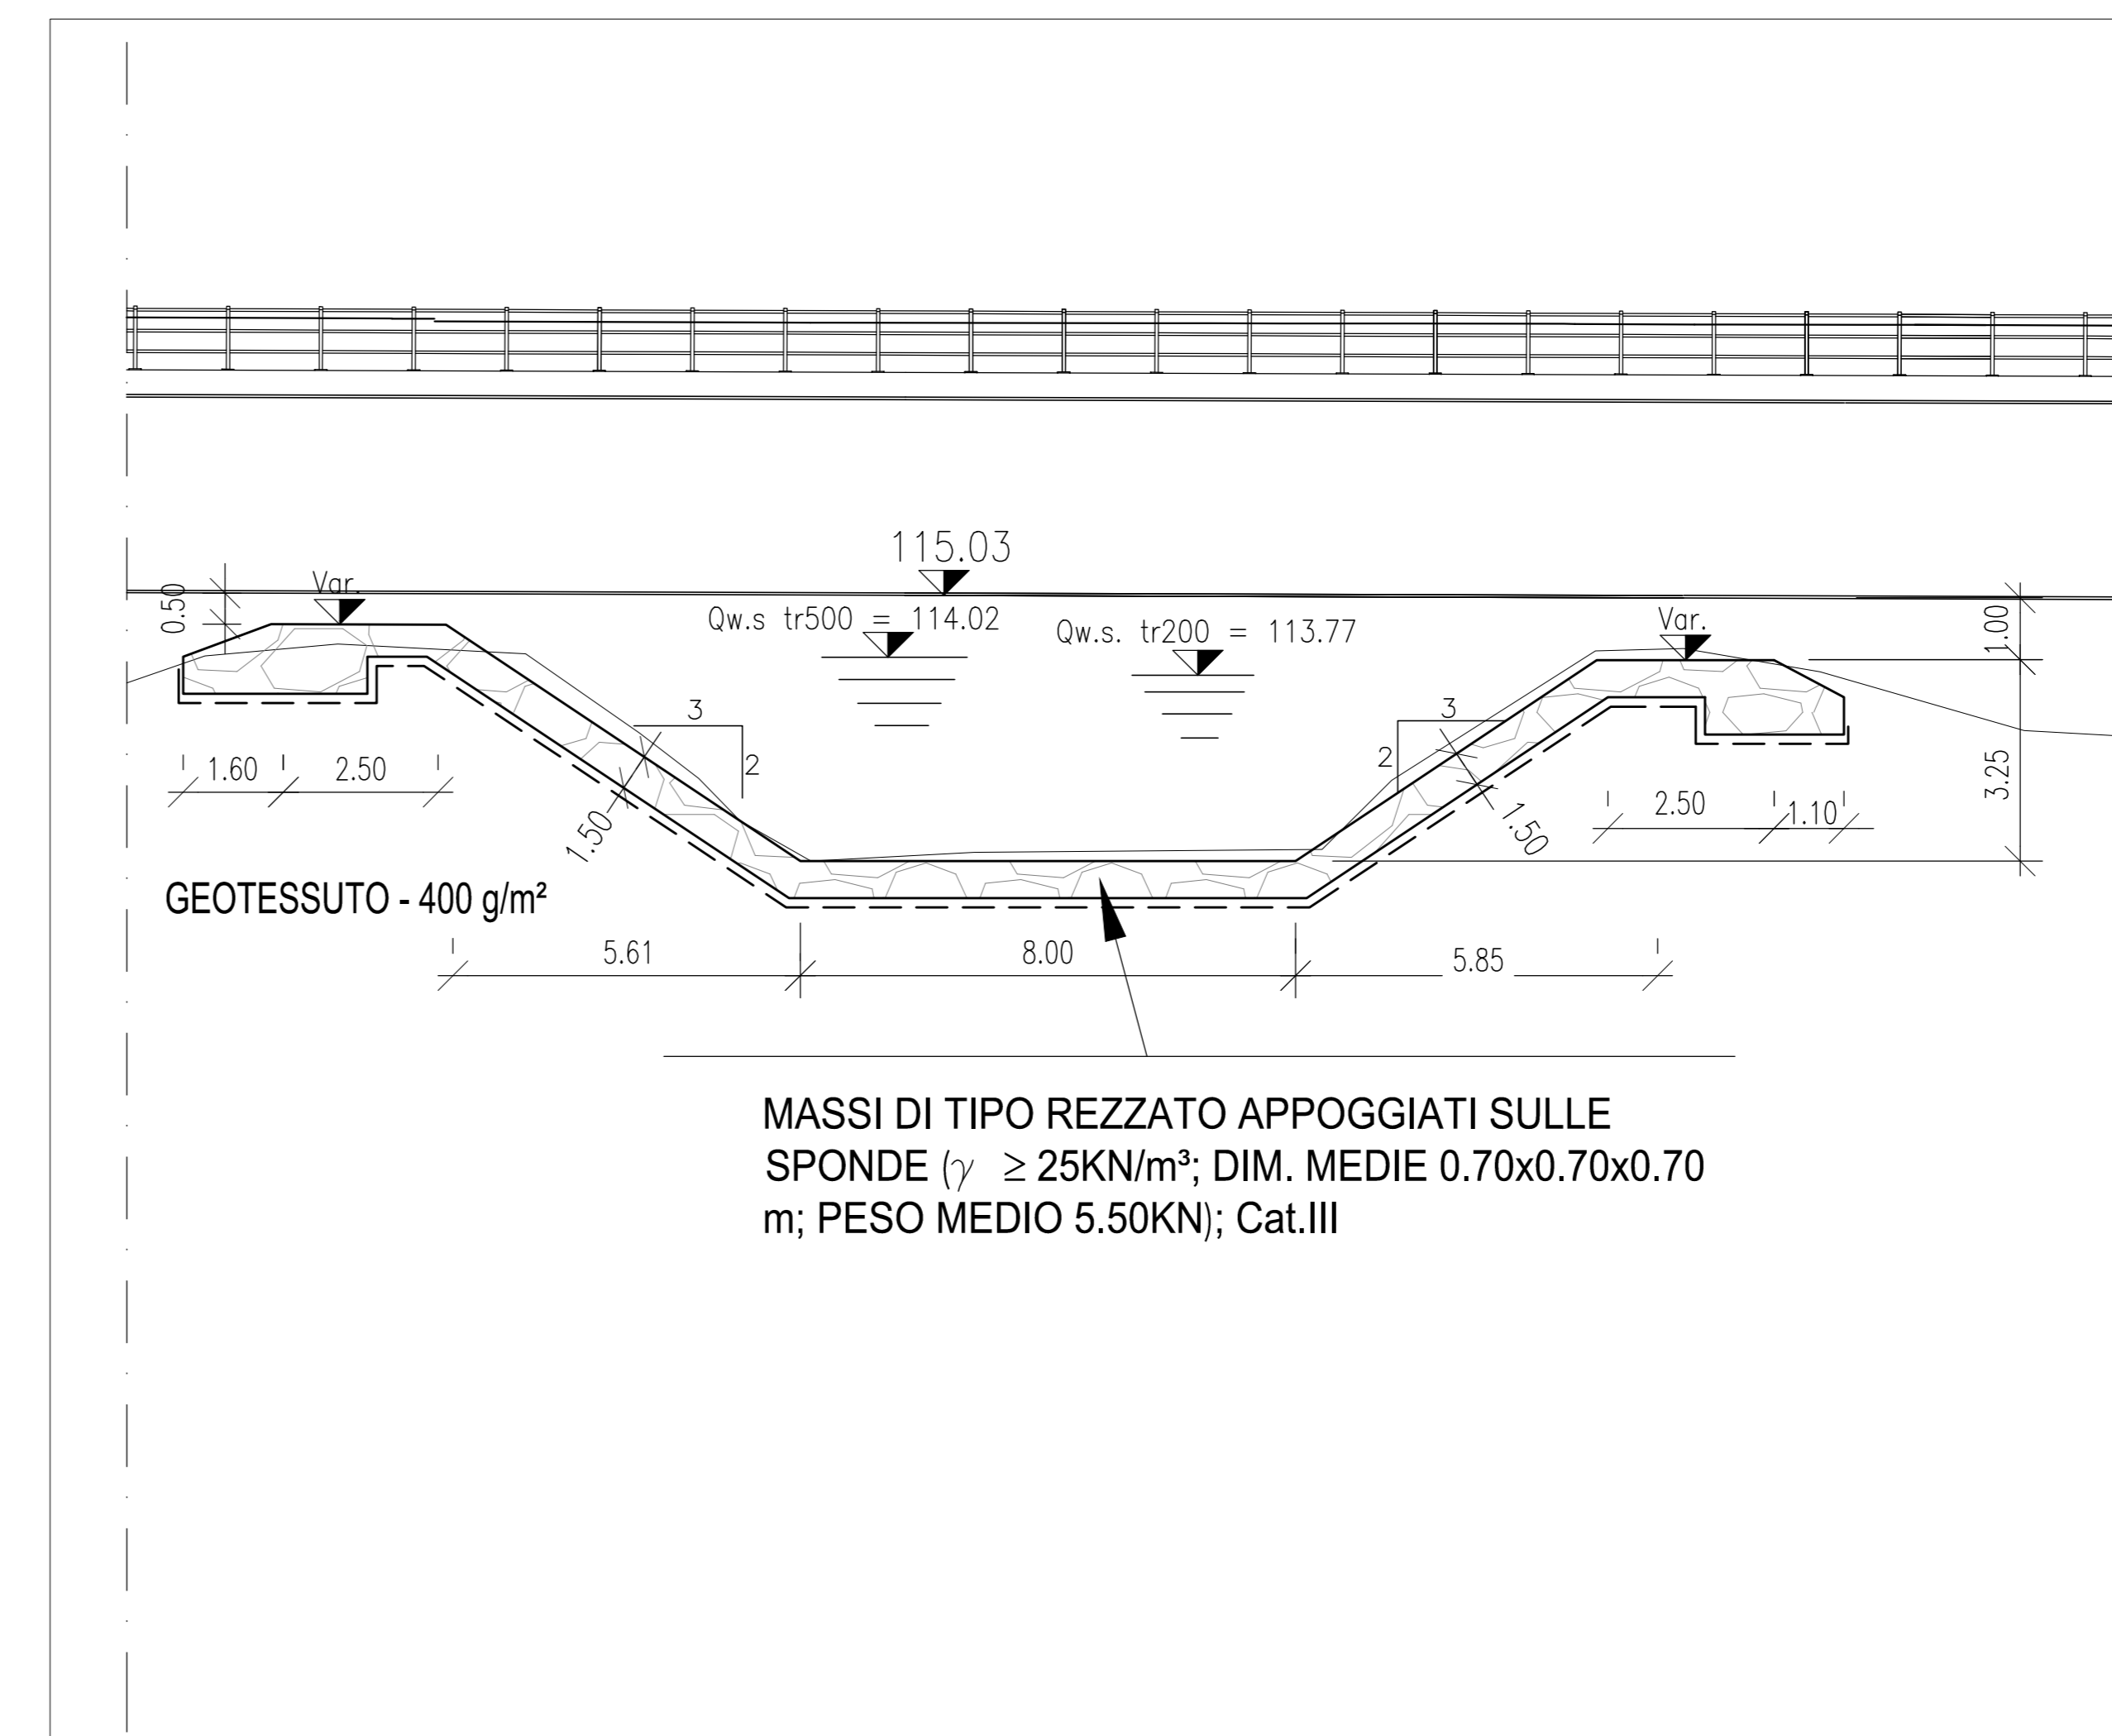 115.03
0.50
Var.
Qw.s tr500 = 114.02
Qw.s. tr200 = 113.77
Var.
1.00
3
2
3
2
1.60
2.50
1.50
1.50
2.50
1.10
3.25
GEOTESSUTO - 400 g/m²
5.61
8.00
5.85
MASSI DI TIPO REZZATO APPOGGIATI SULLE
SPONDE (γ ≥ 25KN/m³; DIM. MEDIE 0.70x0.70x0.70
m; PESO MEDIO 5.50KN); Cat.III